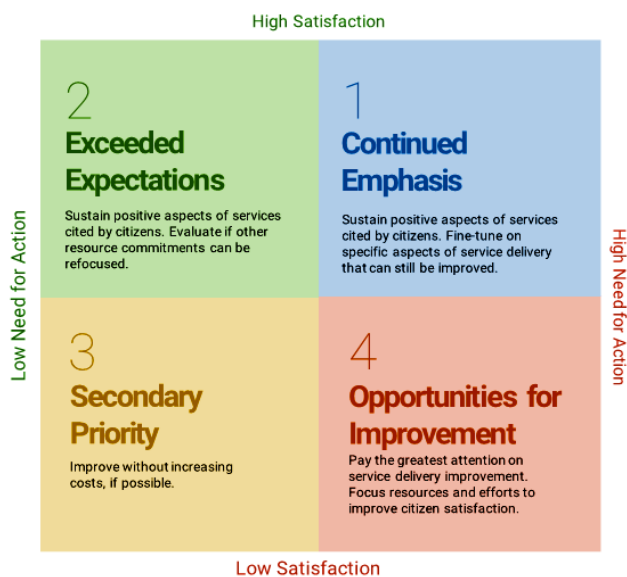 High Satisfaction
2
Exceeded
Expectations
Sustain positive aspects of services
cited by citizens. Evaluate if other
resource commitments can be
refocused.
1
Continued
Emphasis
Sustain positive aspects of services
cited by citizens. Fine-tune on
specific aspects of service delivery
that can still be improved.
Low Need for Action
High Need for Action
3
Secondary
Priority
Improve without increasing
costs, if possible.
4
Opportunities for
Improvement
Pay the greatest attention on
service delivery improvement.
Focus resources and efforts to
improve citizen satisfaction.
Low Satisfaction